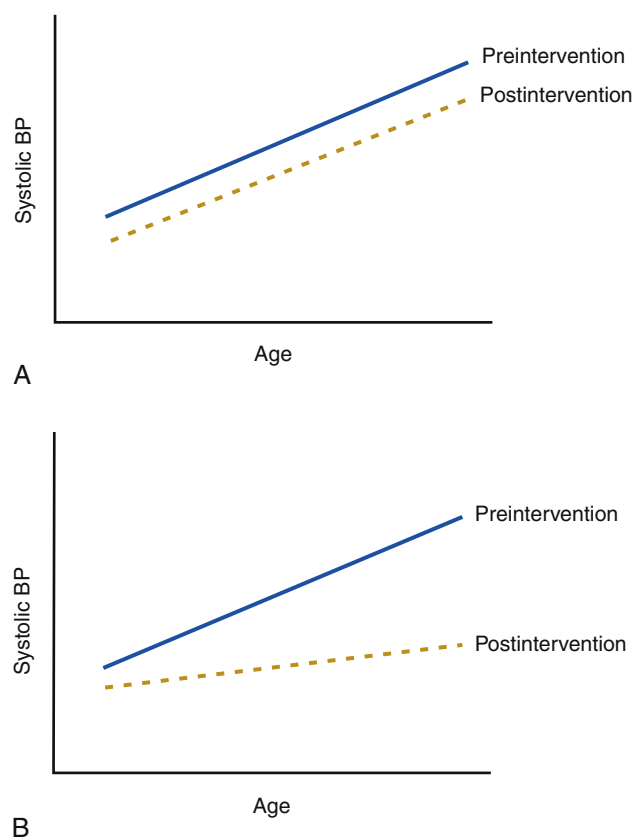 Preintervention
Postintervention
Systolic BP
Age
A
Preintervention
Postintervention
Systolic BP
Age
B